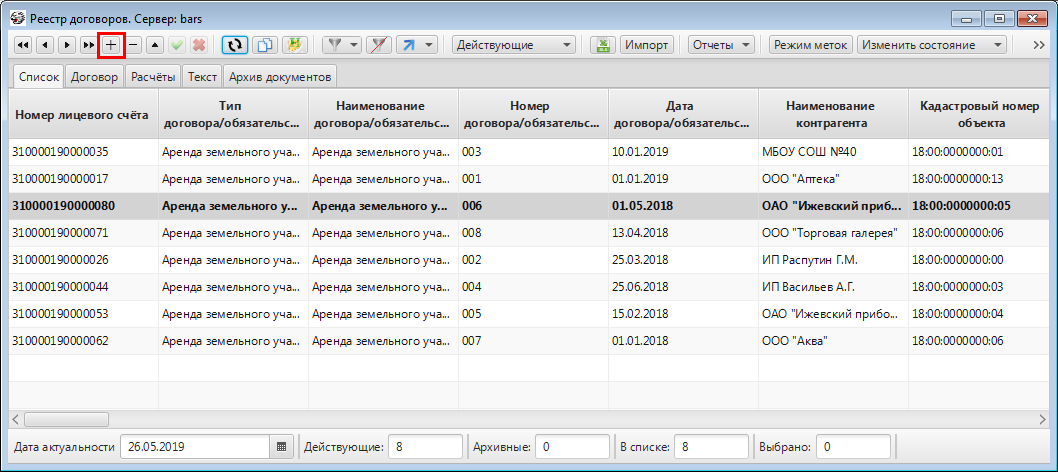 Реестр договоров. Сервер: bars
Действующие Импорт Отчеты Режим меток Изменить состояние
Список Договор Расчёты Текст Архив документов
Номер лицевого счёта Тип договора/обязательс... Наименование договора/обязательс... Номер договора/обязательс... Дата договора/обязательс... Наименование контрагента Кадастровый номер объекта
310000190000035 Аренда земельного уча... Аренда земельного уча... 003 10.01.2019 МБОУ СОШ №40 18:00:0000000:01
310000190000017 Аренда земельного уча... Аренда земельного уча... 001 01.01.2019 ООО "Аптека" 18:00:0000000:13
310000190000080 Аренда земельного у... Аренда земельного у... 006 01.05.2018 ОАО "Ижевский приб... 18:00:0000000:05
310000190000071 Аренда земельного уча... Аренда земельного уча... 008 13.04.2018 ООО "Торговая галерея" 18:00:0000000:06
310000190000026 Аренда земельного уча... Аренда земельного уча... 002 25.03.2018 ИП Распутин Г.М. 18:00:0000000:00
310000190000044 Аренда земельного уча... Аренда земельного уча... 004 25.06.2018 ИП Васильев А.Г. 18:00:0000000:03
310000190000053 Аренда земельного уча... Аренда земельного уча... 005 15.02.2018 ОАО "Ижевский прибо... 18:00:0000000:04
310000190000062 Аренда земельного уча... Аренда земельного уча... 007 01.01.2018 ООО "Аква" 18:00:0000000:06
Дата актуальности 26.05.2019 Действующие: 8 Архивные: 0 В списке: 8 Выбрано: 0